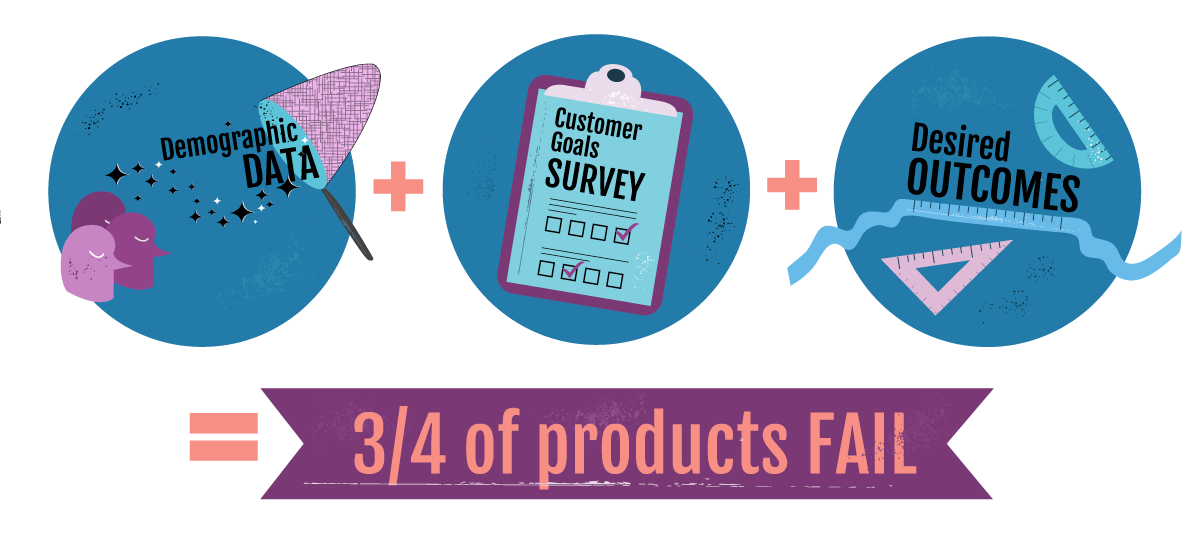 Demographic
DATA
+
Customer
Goals
SURVEY
+
Desired
OUTCOMES
= 3/4 of products FAIL